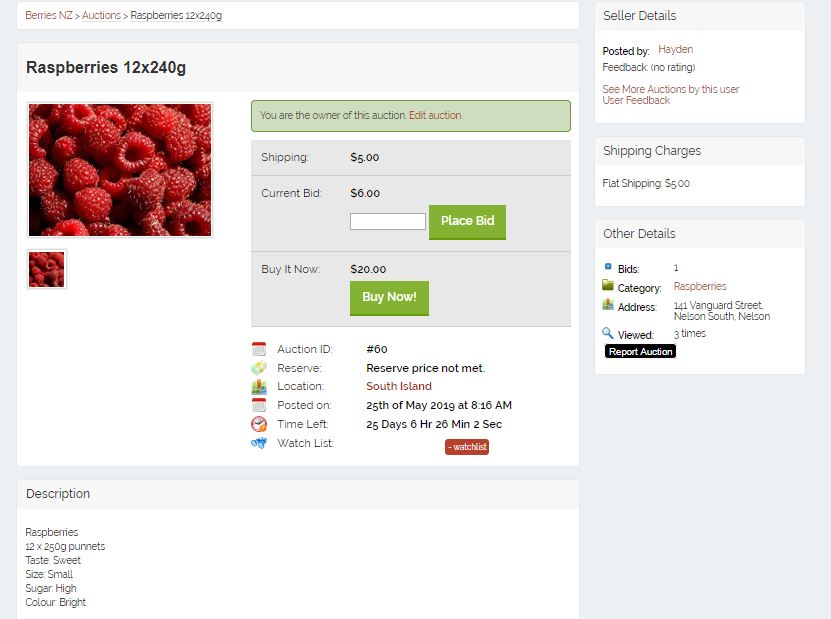 Berries NZ > Auctions > Raspberries 12x240g
Raspberries 12x240g
You are the owner of this auction. Edit auction.
Shipping: $5.00
Current Bid: $6.00
Place Bid
Buy It Now: $20.00
Buy Now!
Auction ID: #60
Reserve: Reserve price not met.
Location: South Island
Posted on: 25th of May 2019 at 8:16 AM
Time Left: 25 Days 6 Hr 26 Min 2 Sec
Watch List: - watchlist
Description
Raspberries
12 x 250g punnets
Taste: Sweet
Size: Small
Sugar: High
Colour: Bright
Seller Details
Posted by: Hayden
Feedback: (no rating)
See More Auctions by this user
User Feedback
Shipping Charges
Flat Shipping: $5.00
Other Details
Bids: 1
Category: Raspberries
Address: 141 Vanguard Street,
Nelson South, Nelson
Viewed: 3 times
Report Auction